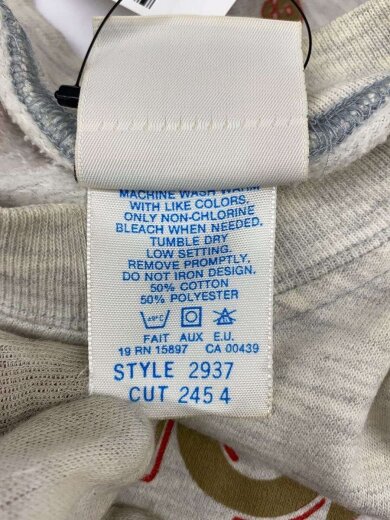 MACHINE WASH WARM
WITH LIKE COLORS.
ONLY NON-CHLORINE
BLEACH WHEN NEEDED.
TUMBLE DRY
LOW SETTING.
REMOVE PROMPTLY.
DO NOT IRON DESIGN.
50% COTTON
50% POLYESTER
FAIT AUX E.U.
19 RN 15897 CA 00439
STYLE 2937
CUT 245 4